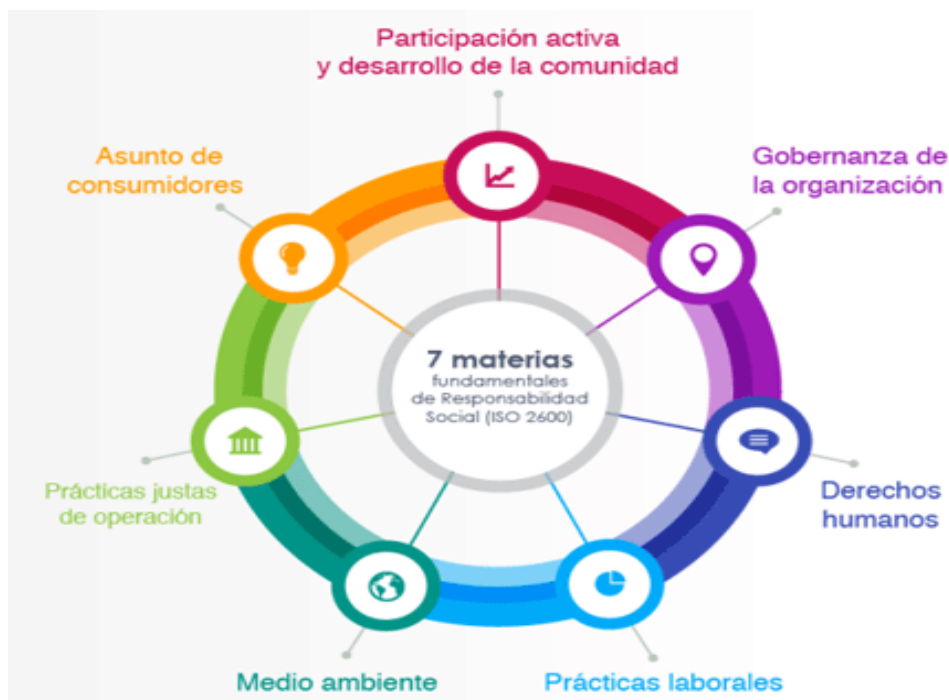 Participación activa
y desarrollo de la comunidad
Asunto de
consumidores
Gobernanza de
la organización
7 materias
fundamentales
de Responsabilidad
Social (ISO 2600)
Prácticas justas
de operación
Derechos
humanos
Medio ambiente
Prácticas laborales